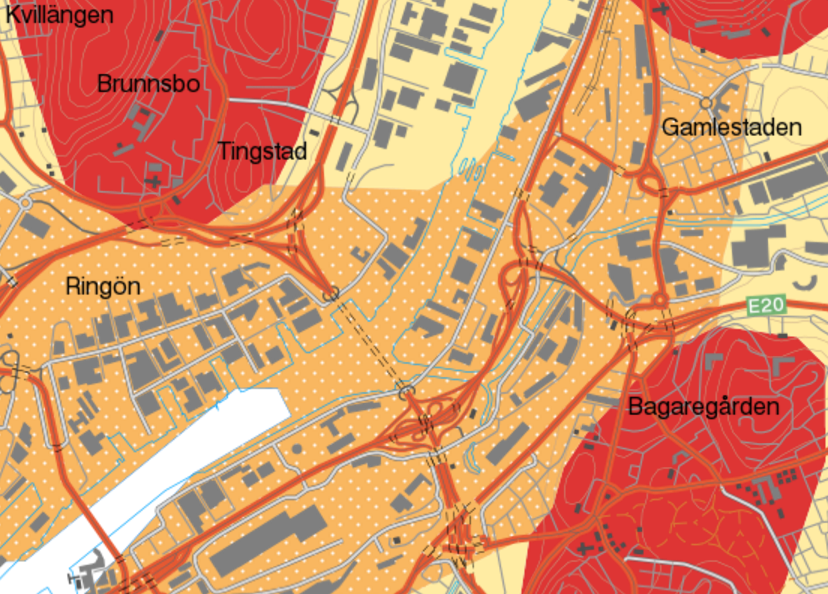 Kvillängen
Brunnsbo
Tingstad
Gamlestaden
Ringön
E20
Bagaregården